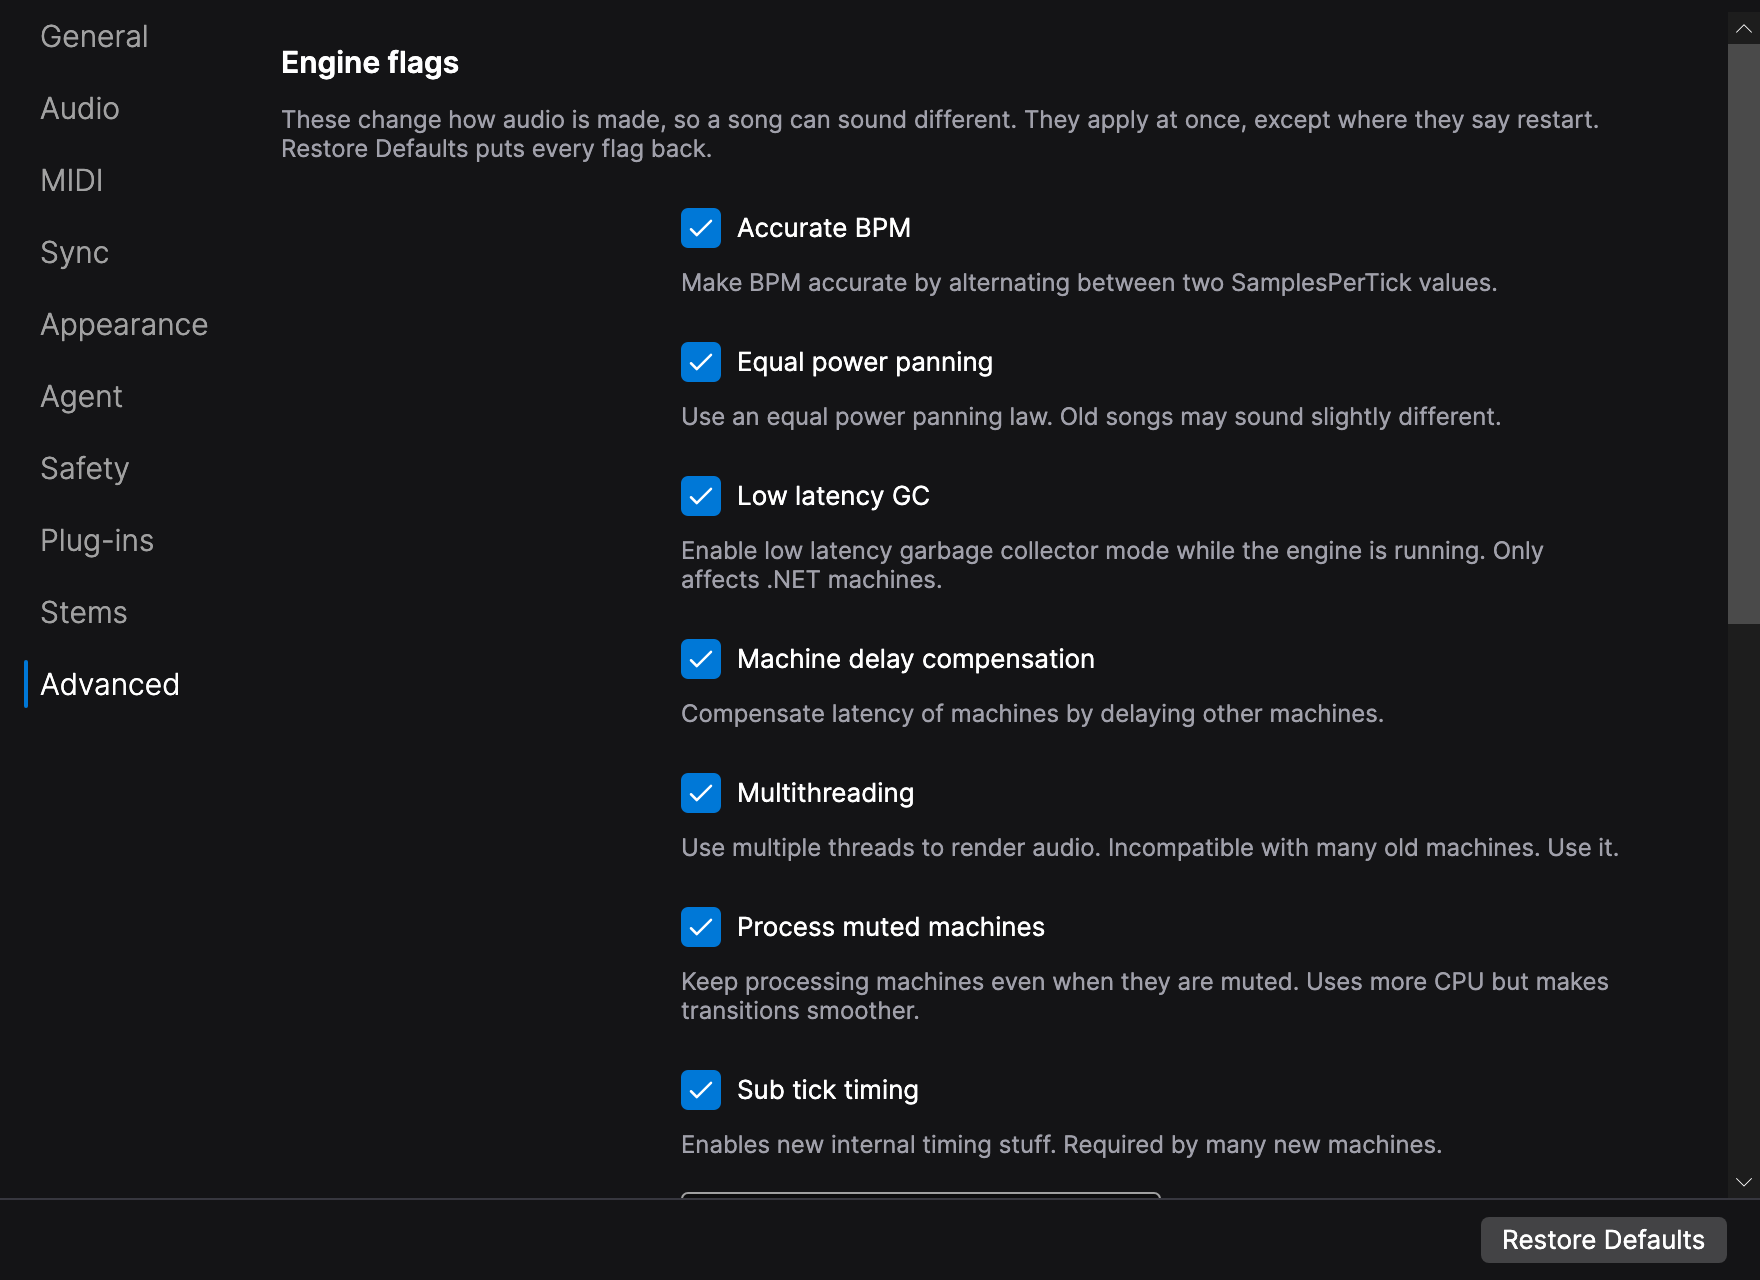 General
Audio
MIDI
Sync
Appearance
Agent
Safety
Plug-ins
Stems
Advanced
Engine flags
These change how audio is made, so a song can sound different. They apply at once, except where they say restart.
Restore Defaults puts every flag back.
Accurate BPM
Make BPM accurate by alternating between two SamplesPerTick values.
Equal power panning
Use an equal power panning law. Old songs may sound slightly different.
Low latency GC
Enable low latency garbage collector mode while the engine is running. Only
affects .NET machines.
Machine delay compensation
Compensate latency of machines by delaying other machines.
Multithreading
Use multiple threads to render audio. Incompatible with many old machines. Use it.
Process muted machines
Keep processing machines even when they are muted. Uses more CPU but makes
transitions smoother.
Sub tick timing
Enables new internal timing stuff. Required by many new machines.
Restore Defaults